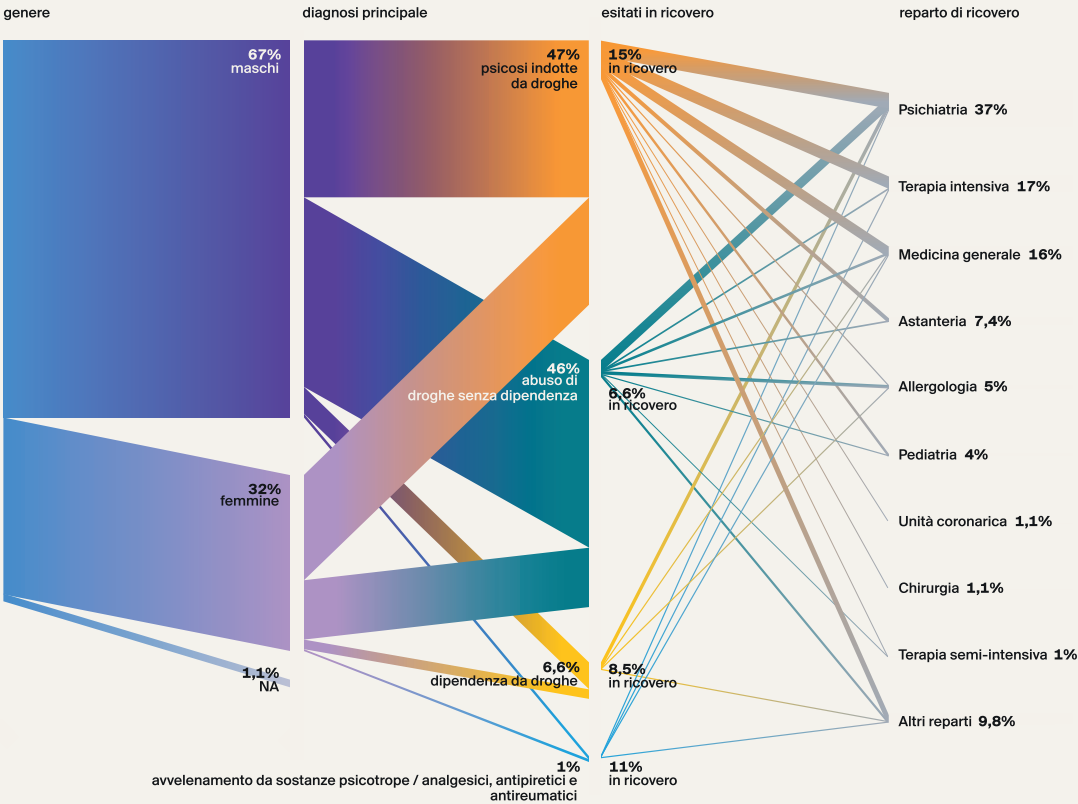 genere
diagnosi principale
esitati in ricovero
reparto di ricovero
67%
maschi
32%
femmine
1,1%
NA
47%
psicosi indotte
da droghe
46%
abuso di
droghe senza dipendenza
6,6%
dipendenza da droghe
1%
avvelenamento da sostanze psicotrope / analgesici, antipiretici e
antireumatici
15%
in ricovero
6,6%
in ricovero
8,5%
in ricovero
11%
in ricovero
Psichiatria 37%
Terapia intensiva 17%
Medicina generale 16%
Astanteria 7,4%
Allergologia 5%
Pediatria 4%
Unità coronarica 1,1%
Chirurgia 1,1%
Terapia semi-intensiva 1%
Altri reparti 9,8%